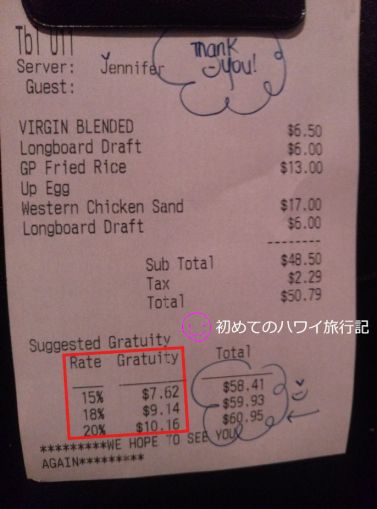 Tbl 011
Thank you!
Server: Jennifer
Guest:
VIRGIN BLENDED $6.50
Longboard Draft $6.00
GP Fried Rice $13.00
Up Egg
Western Chicken Sand $17.00
Longboard Draft $6.00
Sub Total $48.50
Tax $2.29
Total $50.79
初めてのハワイ旅行記
Suggested Gratuity
Rate Gratuity Total
15% $7.62 $58.41
18% $9.14 $59.93
20% $10.16 $60.95
*********WE HOPE TO SEE YOU
AGAIN*********